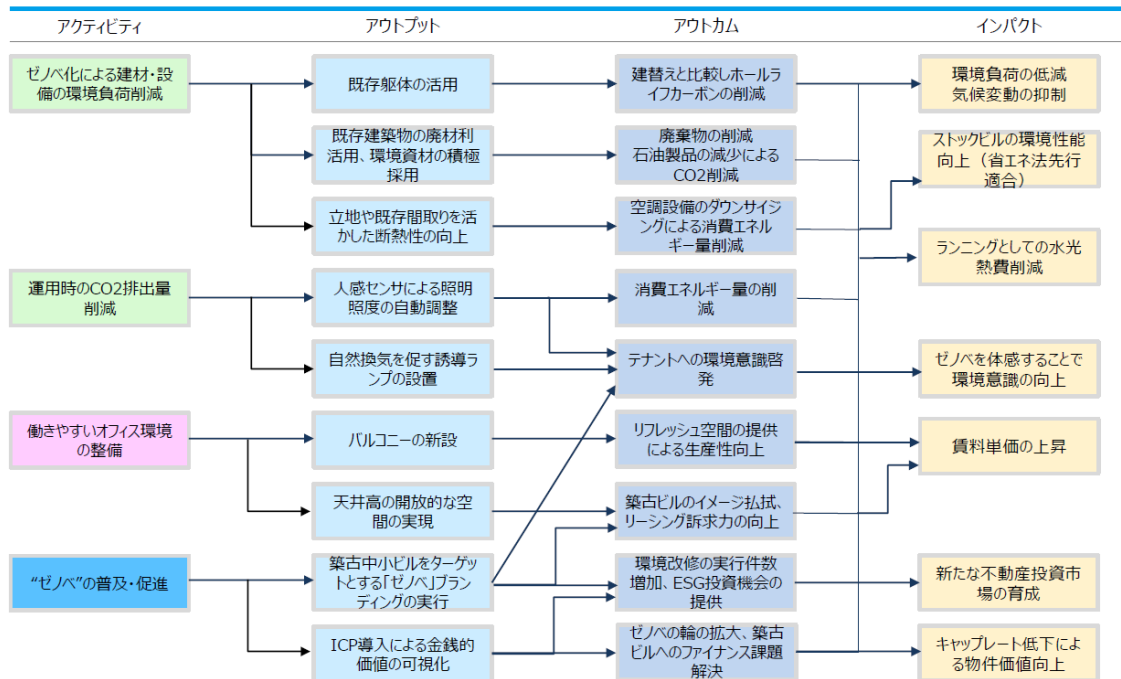 アクティビティ
アウトプット
アウトカム
インパクト
ゼノベ化による建材・設
備の環境負荷削減
既存躯体の活用
建替えと比較しホールラ
イフカーボンの削減
環境負荷の低減
気候変動の抑制
既存建築物の廃材利
活用、環境資材の積極
採用
廃棄物の削減
石油製品の減少による
CO2削減
ストックビルの環境性能
向上（省エネ法先行
適合）
立地や既存間取りを活
かした断熱性の向上
空調設備のダウンサイジ
ングによる消費エネル
ギー量削減
ランニングとしての水光
熱費削減
運用時のCO2排出量
削減
人感センサによる照明
照度の自動調整
消費エネルギー量の削
減
自然換気を促す誘導ラ
ンプの設置
テナントへの環境意識啓
発
ゼノベを体感することで
環境意識の向上
働きやすいオフィス環境
の整備
バルコニーの新設
リフレッシュ空間の提供
による生産性向上
賃料単価の上昇
天井高の開放的な空
間の実現
築古ビルのイメージ払拭、
リーシング訴求力の向上
“ゼノベ”の普及・促進
築古中小ビルをターゲッ
トとする「ゼノベ」ブラン
ディングの実行
環境改修の実行件数
増加、ESG投資機会の
提供
新たな不動産投資市
場の育成
ICP導入による金銭的
価値の可視化
ゼノベの輪の拡大、築古
ビルへのファイナンス課題
解決
キャップレート低下によ
る物件価値向上